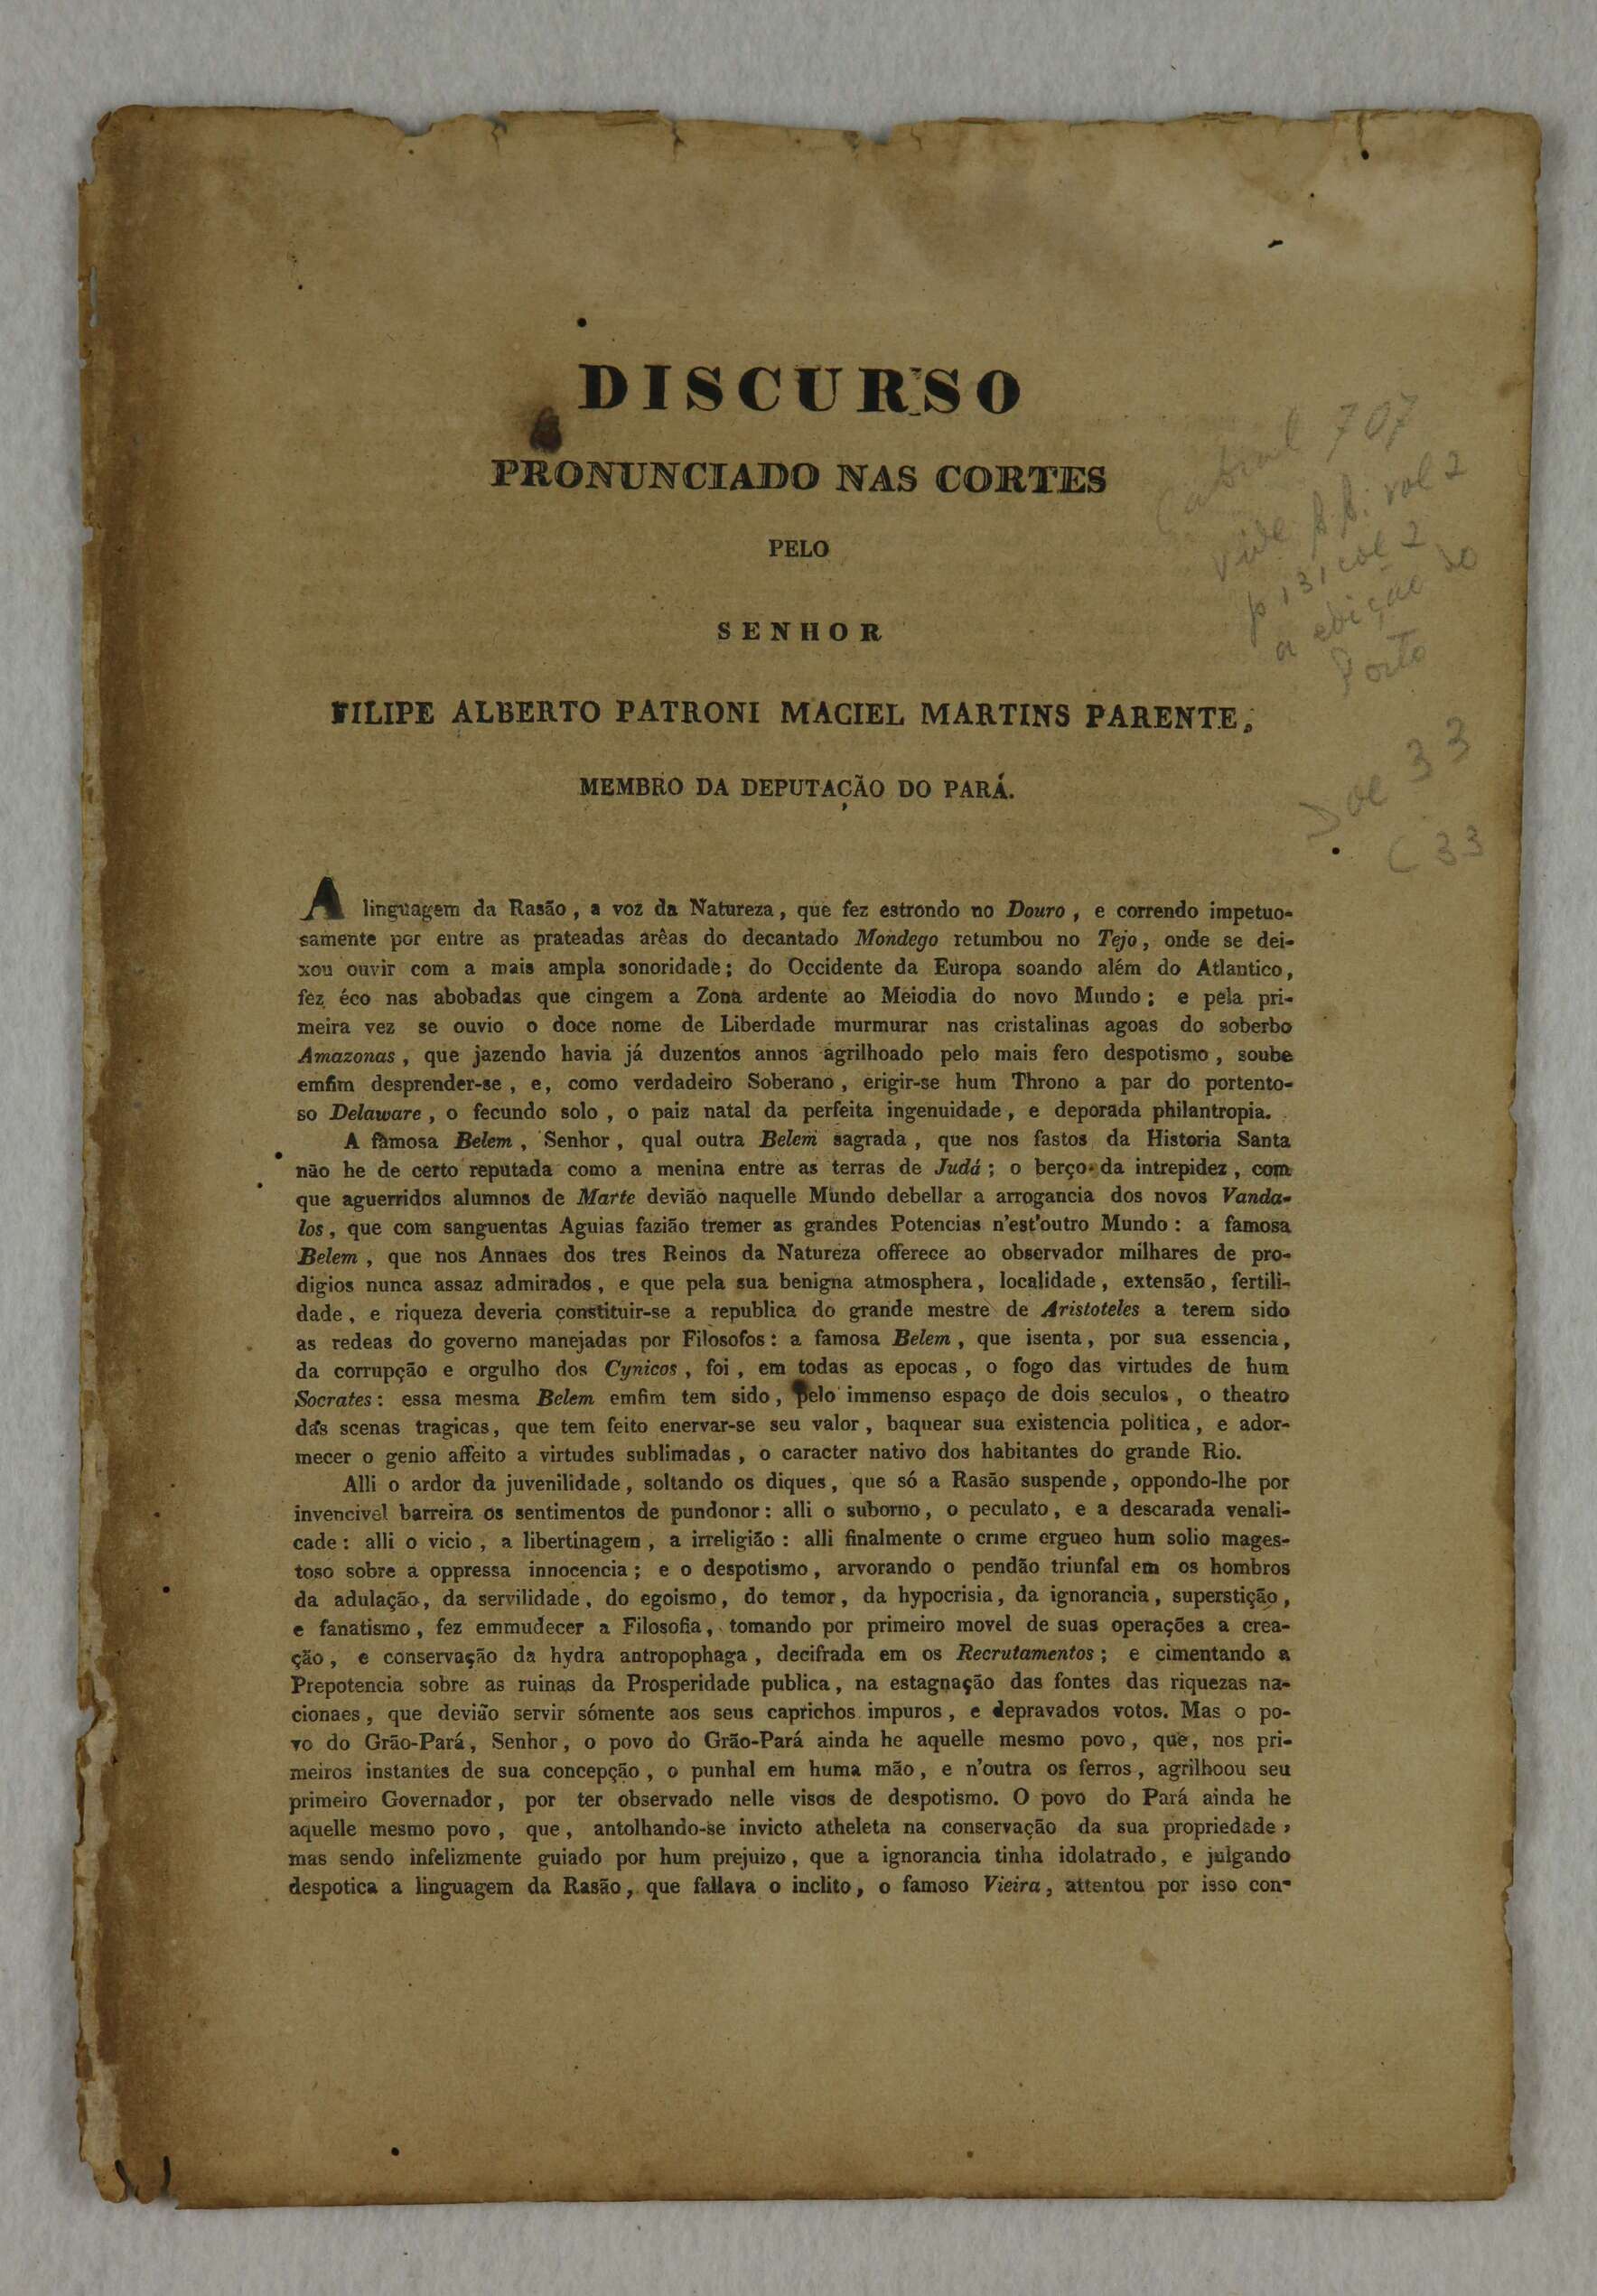 DISCURSO
PRONUNCIADO NAS CORTES
PELO
SENHOR
FILIPE ALBERTO PATRONI MACIEL MARTINS PARENTE,
MEMBRO DA DEPUTAÇÃO DO PARÁ.
Cabral 707
Vide B.B. vol 2
p 131 col 2
a edição do
Porto
33
C 33
A linguagem da Rasão, a voz da Natureza, que fez estrondo no Douro, e correndo impetuo-
samente por entre as prateadas arêas do decantado Mondego retumbou no Tejo, onde se dei-
xou ouvir com a mais ampla sonoridade; do Occidente da Europa soando além do Atlantico,
fez éco nas abobadas que cingem a Zona ardente ao Meiodia do novo Mundo; e pela pri-
meira vez se ouvio o doce nome de Liberdade murmurar nas cristalinas agoas do soberbo
Amazonas, que jazendo havia já duzentos annos agrilhoado pelo mais fero despotismo, soube
emfim desprender-se, e, como verdadeiro Soberano, erigir-se hum Throno a par do portento-
so Delaware, o fecundo solo, o paiz natal da perfeita ingenuidade, e deporada philantropia.
A famosa Belem, Senhor, qual outra Belem sagrada, que nos fastos da Historia Santa
não he de certo reputada como a menina entre as terras de Judá; o berço da intrepidez, com
que aguerridos alumnos de Marte devião naquelle Mundo debellar a arrogancia dos novos Vanda-
los, que com sanguentas Aguias fazião tremer as grandes Potencias n'est'outro Mundo: a famosa
Belem, que nos Annaes dos tres Reinos da Natureza offerece ao observador milhares de pro-
digios nunca assaz admirados, e que pela sua benigna atmosphera, localidade, extensão, fertili-
dade, e riqueza deveria constituir-se a republica do grande mestre de Aristoteles a terem sido
as redeas do governo manejadas por Filosofos: a famosa Belem, que isenta, por sua essencia,
da corrupção e orgulho dos Cynicos, foi, em todas as epocas, o fogo das virtudes de hum
Socrates: essa mesma Belem emfim tem sido, pelo immenso espaço de dois seculos, o theatro
das scenas tragicas, que tem feito enervar-se seu valor, baquear sua existencia politica, e ador-
mecer o genio affeito a virtudes sublimadas, o caracter nativo dos habitantes do grande Rio.
Alli o ardor da juvenilidade, soltando os diques, que só a Rasão suspende, oppondo-lhe por
invencivel barreira os sentimentos de pundonor: alli o suborno, o peculato, e a descarada venali-
cade: alli o vicio, a libertinagem, a irreligião: alli finalmente o crime ergueo hum solio mages-
toso sobre a oppressa innocencia; e o despotismo, arvorando o pendão triunfal em os hombros
da adulação, da servilidade, do egoismo, do temor, da hypocrisia, da ignorancia, superstição,
e fanatismo, fez emmudecer a Filosofia, tomando por primeiro movel de suas operações a crea-
ção, e conservação da hydra antropophaga, decifrada em os Recrutamentos; e cimentando a
Prepotencia sobre as ruinas da Prosperidade publica, na estagnação das fontes das riquezas na-
cionaes, que devião servir sómente aos seus caprichos impuros, e depravados votos. Mas o po-
vo do Grão-Pará, Senhor, o povo do Grão-Pará ainda he aquelle mesmo povo, que, nos pri-
meiros instantes de sua concepção, o punhal em huma mão, e n'outra os ferros, agrilhoou seu
primeiro Governador, por ter observado nelle visos de despotismo. O povo do Pará ainda he
aquelle mesmo povo, que, antolhando-se invicto atheleta na conservação da sua propriedade,
mas sendo infelizmente guiado por hum prejuizo, que a ignorancia tinha idolatrado, e julgando
despotica a linguagem da Rasão, que fallava o inclito, o famoso Vieira, attentou por isso con-